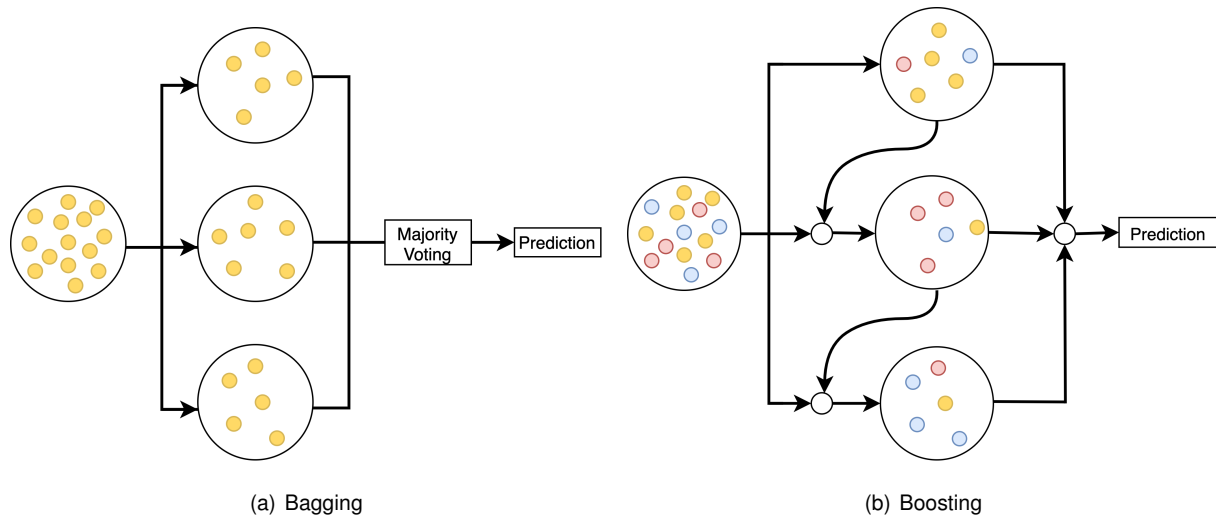 Majority
Voting
Prediction
Prediction
(a) Bagging
(b) Boosting